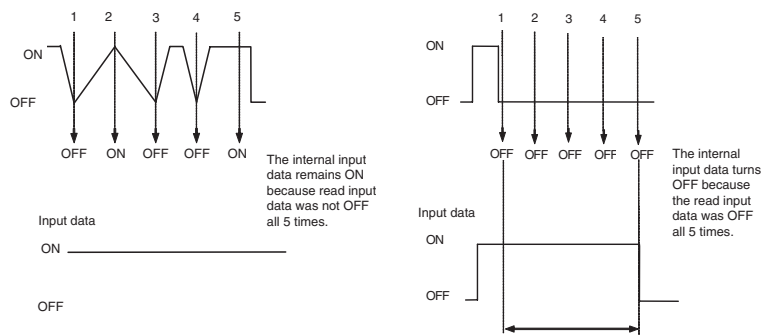 1 2 3 4 5
ON
OFF
OFF ON OFF OFF ON
The internal input
data remains ON
because read input
data was not OFF
all 5 times.
Input data
ON
OFF
1 2 3 4 5
ON
OFF
OFF OFF OFF OFF OFF
The internal
input data turns
OFF because
the read input
data was OFF
all 5 times.
Input data
ON
OFF